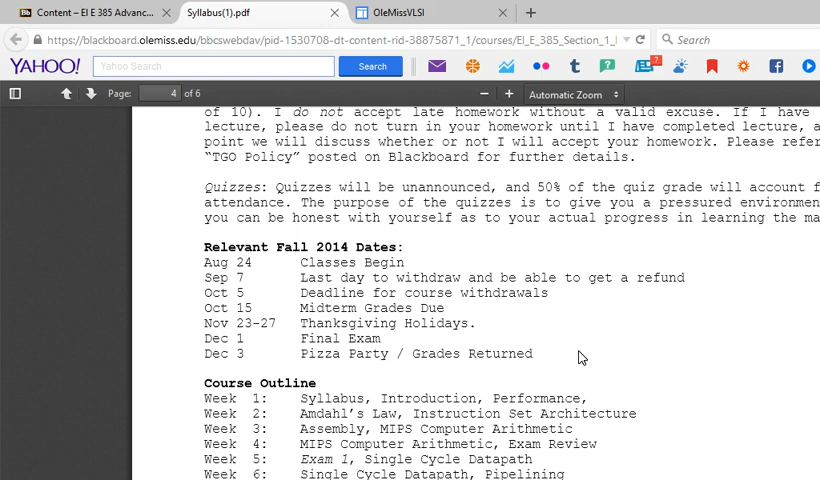 Content – El E 385 Advanc...
Syllabus(1).pdf
OleMissVLSI
https://blackboard.olemiss.edu/bbcswebdav/pid-1530708-dt-content-rid-38875871_1/courses/El_E_385_Section_1_
Search
YAHOO!
Yahoo Search
Search
7
Page: 4 of 6
Automatic Zoom
of 10). I do not accept late homework without a valid excuse. If I have
lecture, please do not turn in your homework until I have completed lecture, a
point we will discuss whether or not I will accept your homework. Please refer
“TGO Policy” posted on Blackboard for further details.
Quizzes: Quizzes will be unannounced, and 50% of the quiz grade will account f
attendance. The purpose of the quizzes is to give you a pressured environmen
you can be honest with yourself as to your actual progress in learning the ma
Relevant Fall 2014 Dates:
Aug 24 Classes Begin
Sep 7 Last day to withdraw and be able to get a refund
Oct 5 Deadline for course withdrawals
Oct 15 Midterm Grades Due
Nov 23-27 Thanksgiving Holidays.
Dec 1 Final Exam
Dec 3 Pizza Party / Grades Returned
Course Outline
Week 1: Syllabus, Introduction, Performance,
Week 2: Amdahl’s Law, Instruction Set Architecture
Week 3: Assembly, MIPS Computer Arithmetic
Week 4: MIPS Computer Arithmetic, Exam Review
Week 5: Exam 1, Single Cycle Datapath
Week 6: Single Cycle Datapath, Pipelining